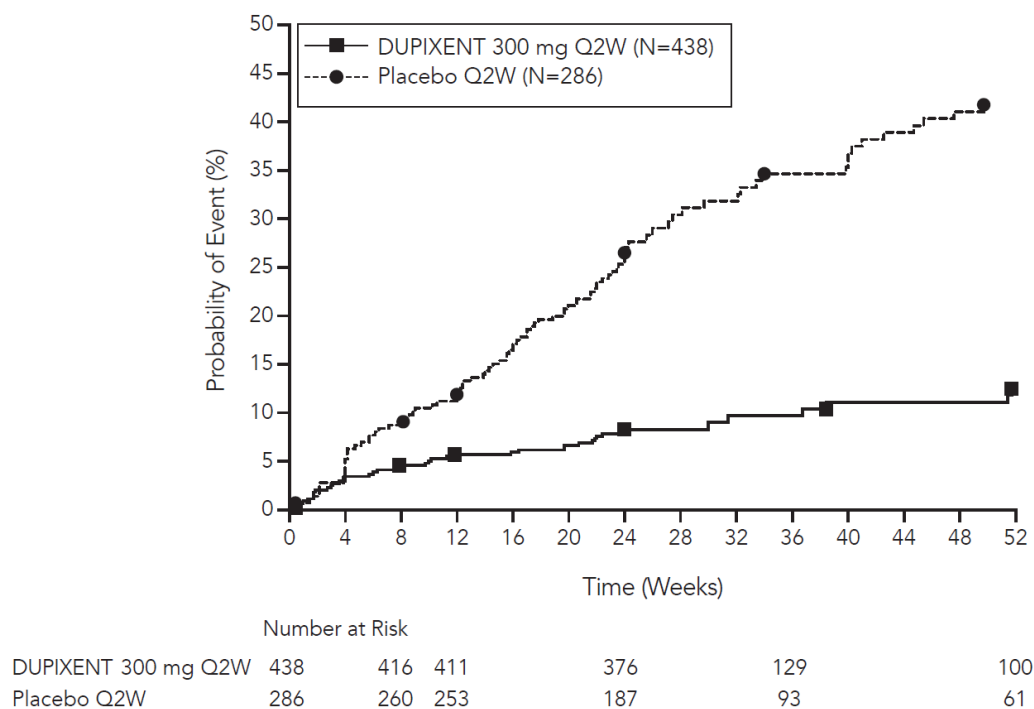 50
DUPIXENT 300 mg Q2W (N=438)
45
Placebo Q2W (N=286)
40
35
30
25
20
15
10
5
0
Probability of Event (%)
0 4 8 12 16 20 24 28 32 36 40 44 48 52
Time (Weeks)
Number at Risk
DUPIXENT 300 mg Q2W 438 416 411 376 129 100
Placebo Q2W 286 260 253 187 93 61